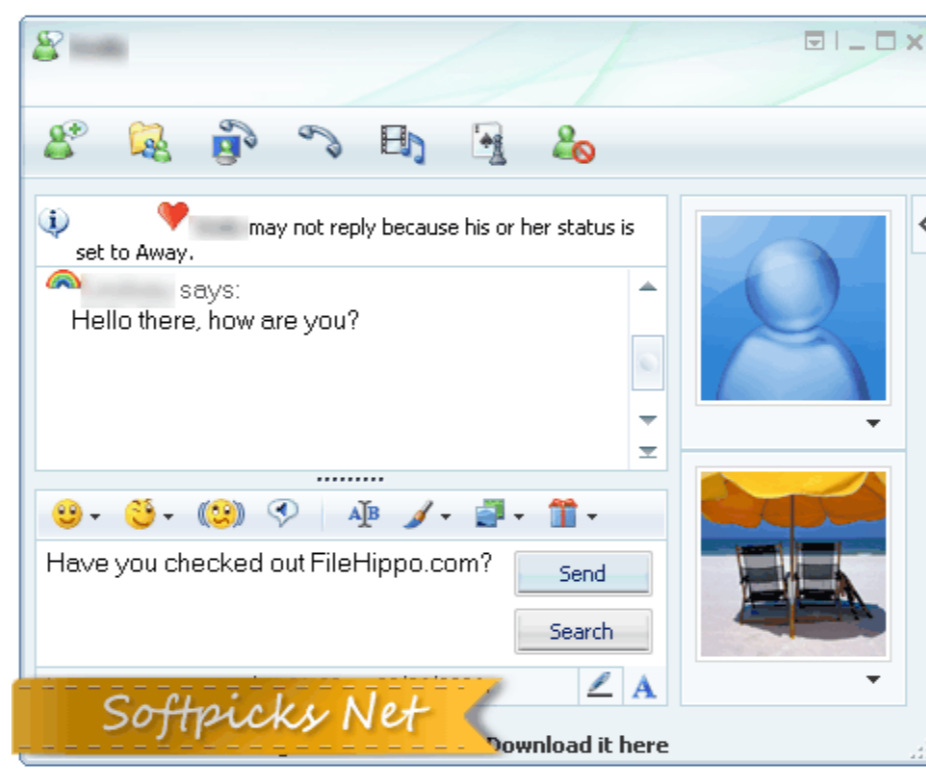 may not reply because his or her status is
set to Away.
says:
Hello there, how are you?
AB
Have you checked out FileHippo.com?
Send
Search
A
Softpicks Net
Download it here